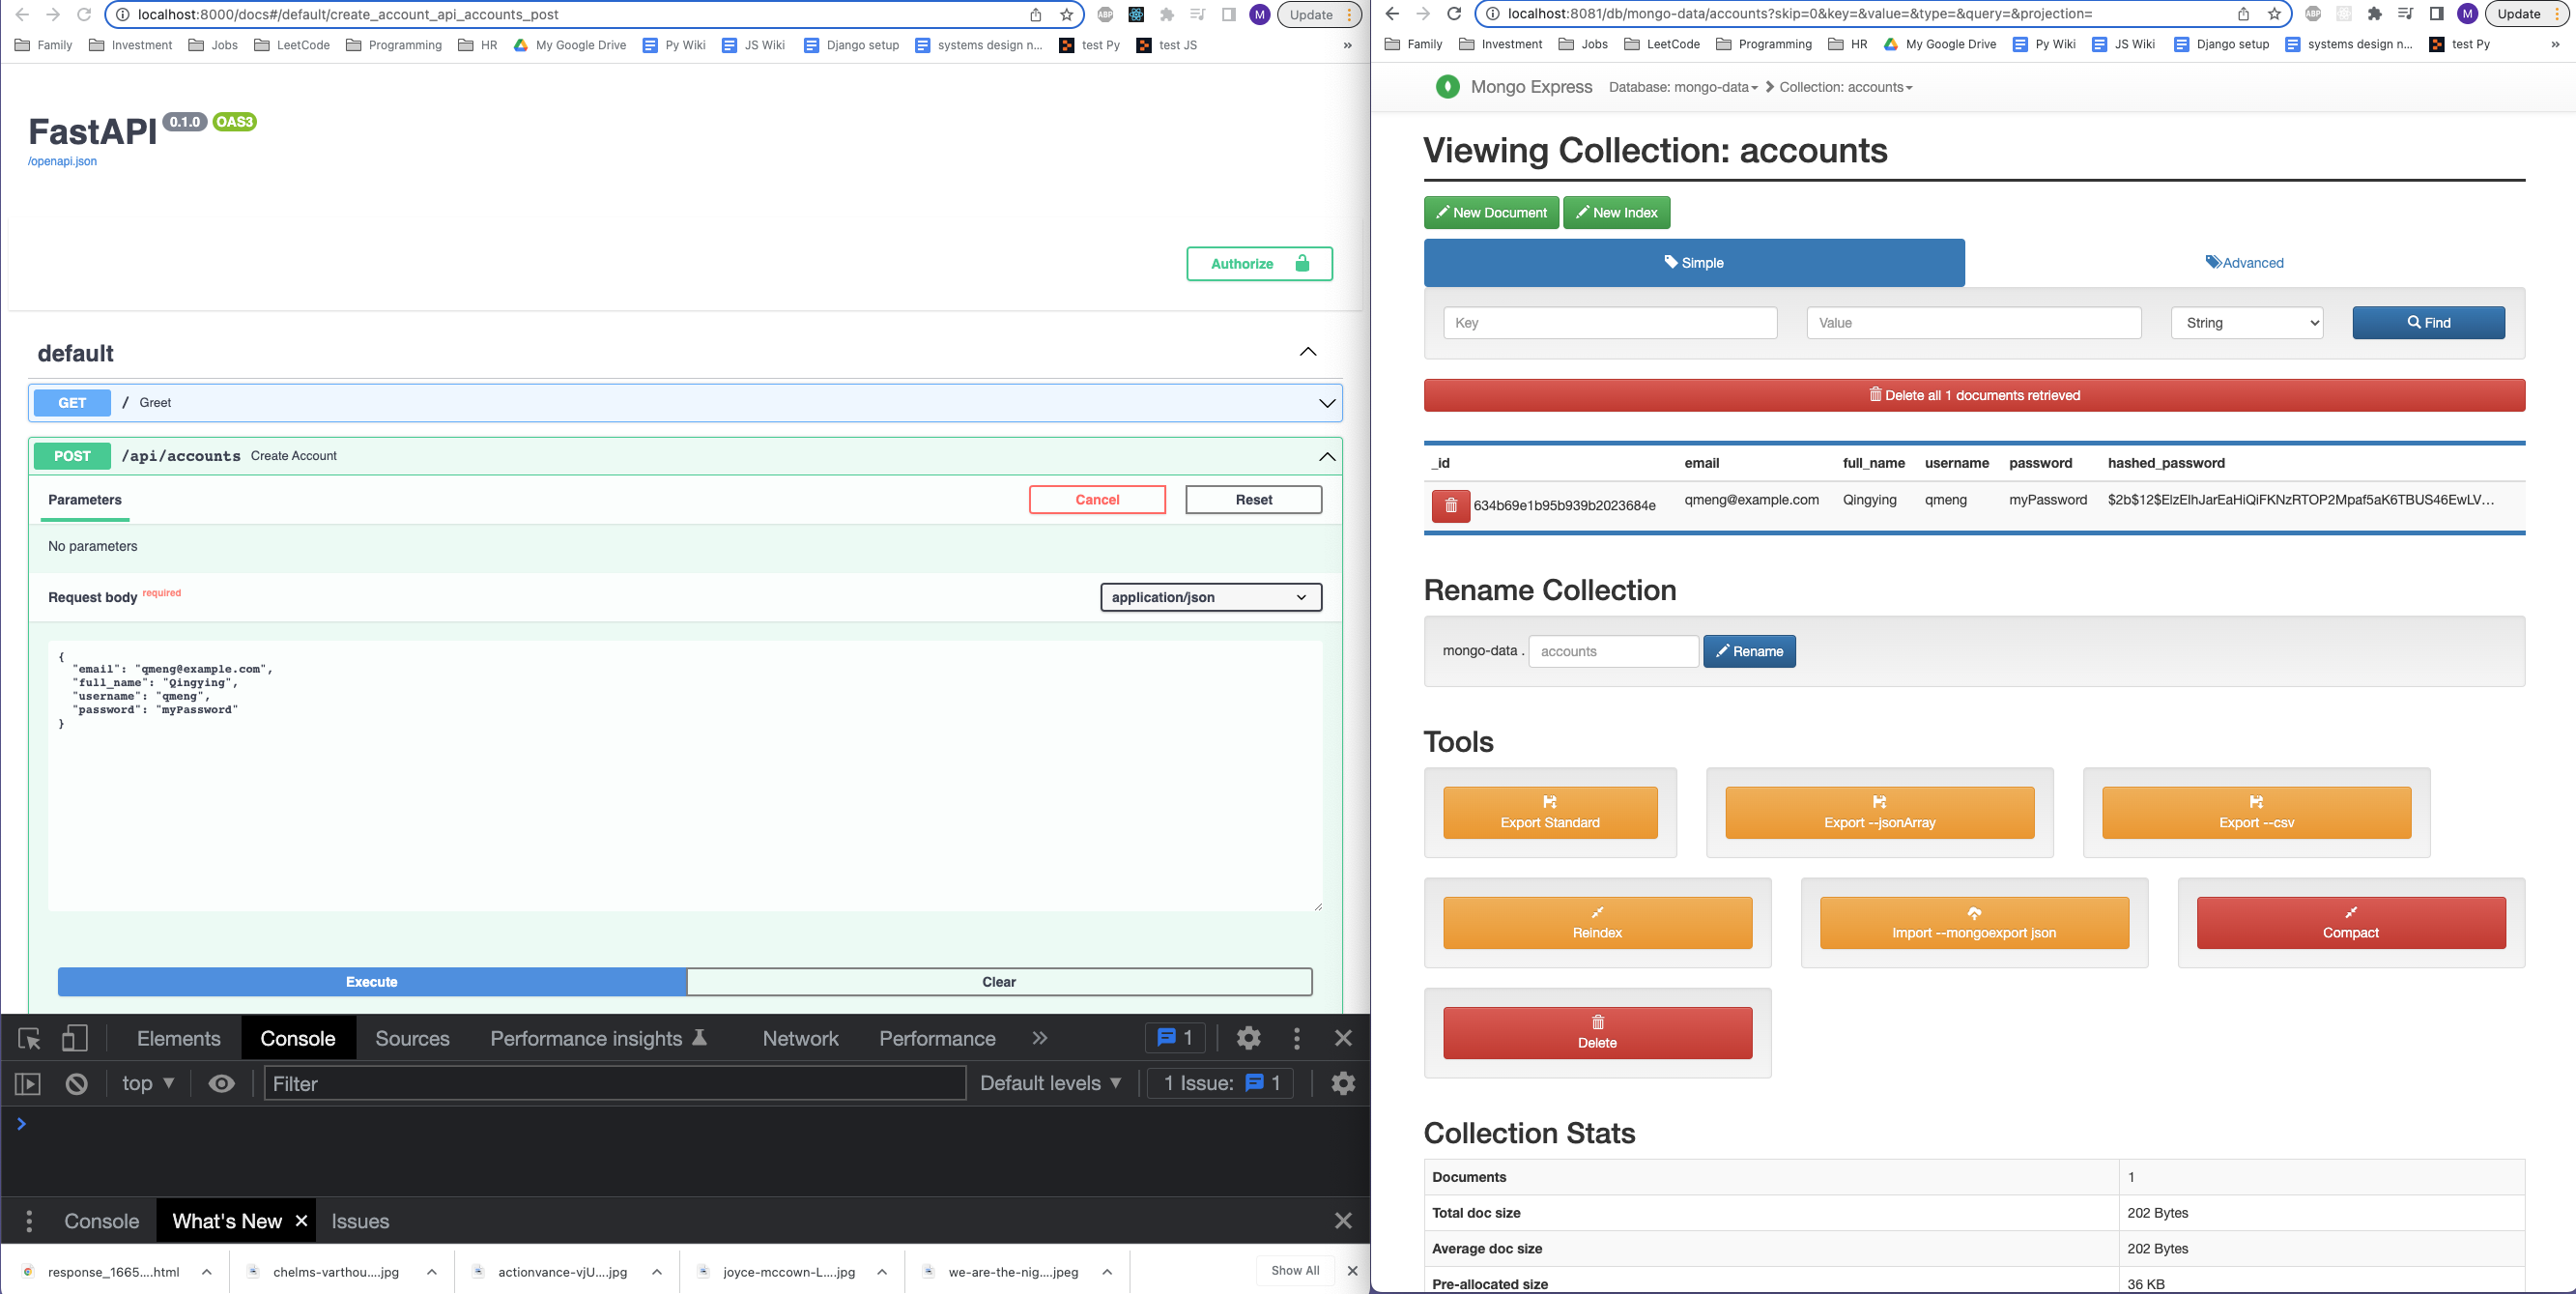 localhost:8000/docs#/default/create_account_api_accounts_post
ABP
M
Update
Family
Investment
Jobs
LeetCode
Programming
HR
My Google Drive
Py Wiki
JS Wiki
Django setup
systems design n...
test Py
test JS
»
FastAPI 0.1.0 OAS3
/openapi.json
Authorize
default
GET / Greet
POST /api/accounts Create Account
Parameters
Cancel
Reset
No parameters
Request body required
application/json
{
"email": "qmeng@example.com",
"full_name": "Qingying",
"username": "qmeng",
"password": "myPassword"
}
Execute
Clear
Elements
Console
Sources
Performance insights
Network
Performance
»
1
top
Filter
Default levels
1 Issue: 1
Console
What's New
Issues
response_1665....html
chelms-varthou....jpg
actionvance-vjU....jpg
joyce-mccown-L....jpg
we-are-the-nig....jpeg
Show All
localhost:8081/db/mongo-data/accounts?skip=0&key=&value=&type=&query=&projection=
ABP
M
Update
Family
Investment
Jobs
LeetCode
Programming
HR
My Google Drive
Py Wiki
JS Wiki
Django setup
systems design n...
test Py
»
Mongo Express
Database: mongo-data
Collection: accounts
Viewing Collection: accounts
New Document
New Index
Simple
Advanced
Key
Value
String
Find
Delete all 1 documents retrieved
_id email full_name username password hashed_password
634b69e1b95b939b2023684e qmeng@example.com Qingying qmeng myPassword $2b$12$ElzElhJarEaHiQiFKNzRTOP2Mpaf5aK6TBUS46EwLV...
Rename Collection
mongo-data . accounts Rename
Tools
Export Standard
Export --jsonArray
Export --csv
Reindex
Import --mongoexport json
Compact
Delete
Collection Stats
Documents 1
Total doc size 202 Bytes
Average doc size 202 Bytes
Pre-allocated size 36 KB